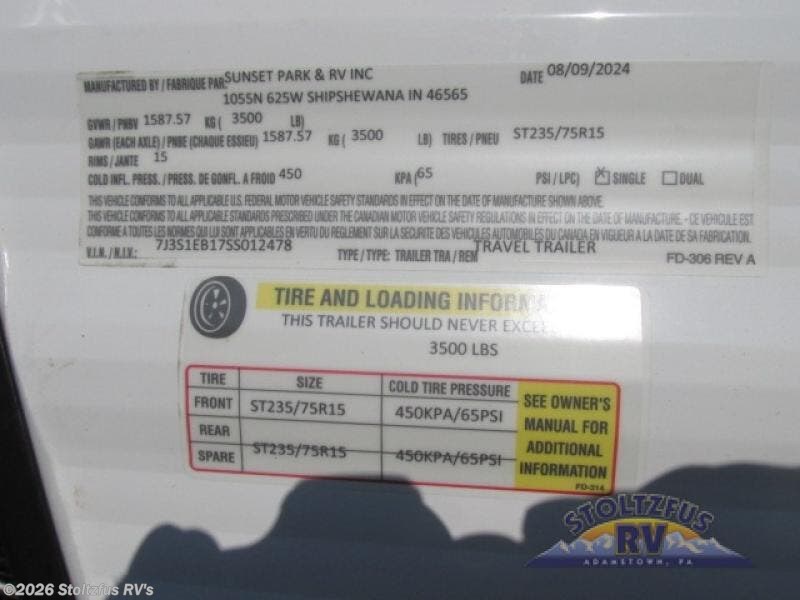 MANUFACTURED BY / FABRIQUE PAR: SUNSET PARK & RV INC DATE 08/09/2024
1055N 625W SHIPSHEWANA IN 46565
GVWR / PNBV 1587.57 KG ( 3500 LB)
GAWR (EACH AXLE) / PNBE (CHAQUE ESSIEU) 1587.57 KG ( 3500 LB) TIRES / PNEU ST235/75R15
RIMS / JANTE 15
COLD INFL. PRESS. / PRESS. DE GONFL. A FROID 450 KPA (65 PSI / LPC) X SINGLE DUAL
THIS VEHICLE CONFORMS TO ALL APPLICABLE U.S. FEDERAL MOTOR VEHICLE SAFETY STANDARDS IN EFFECT ON THE DATE OF MANUFACTURE SHOWN ABOVE.
THIS VEHICLE CONFORMS TO ALL APPLICABLE STANDARDS PRESCRIBED UNDER THE CANADIAN MOTOR VEHICLE SAFETY REGULATIONS IN EFFECT ON THE DATE OF MANUFACTURE - CE VEHICULE EST
CONFORME A TOUTES LES NORMES QUI LUI SONT APPLICABLES EN VERTU DU REGLEMENT SUR LA SECURITE DES VEHICULES AUTOMOBILES DU CANADA EN VIGUEUR A LA DATE DE SA FABRICATION.
V.I.N. / N.I.V.: 7J3S1EB17SS012478 TYPE / TYPE: TRAILER TRA / REM TRAVEL TRAILER FD-306 REV A
TIRE AND LOADING INFORMA
THIS TRAILER SHOULD NEVER EXCE
3500 LBS
TIRE SIZE COLD TIRE PRESSURE
FRONT ST235/75R15 450KPA/65PSI
REAR
SPARE ST235/75R15 450KPA/65PSI
SEE OWNER'S
MANUAL FOR
ADDITIONAL
INFORMATION
FD-314
STOLTZFUS
RV
ADAMSTOWN, PA
©2026 Stoltzfus RV's